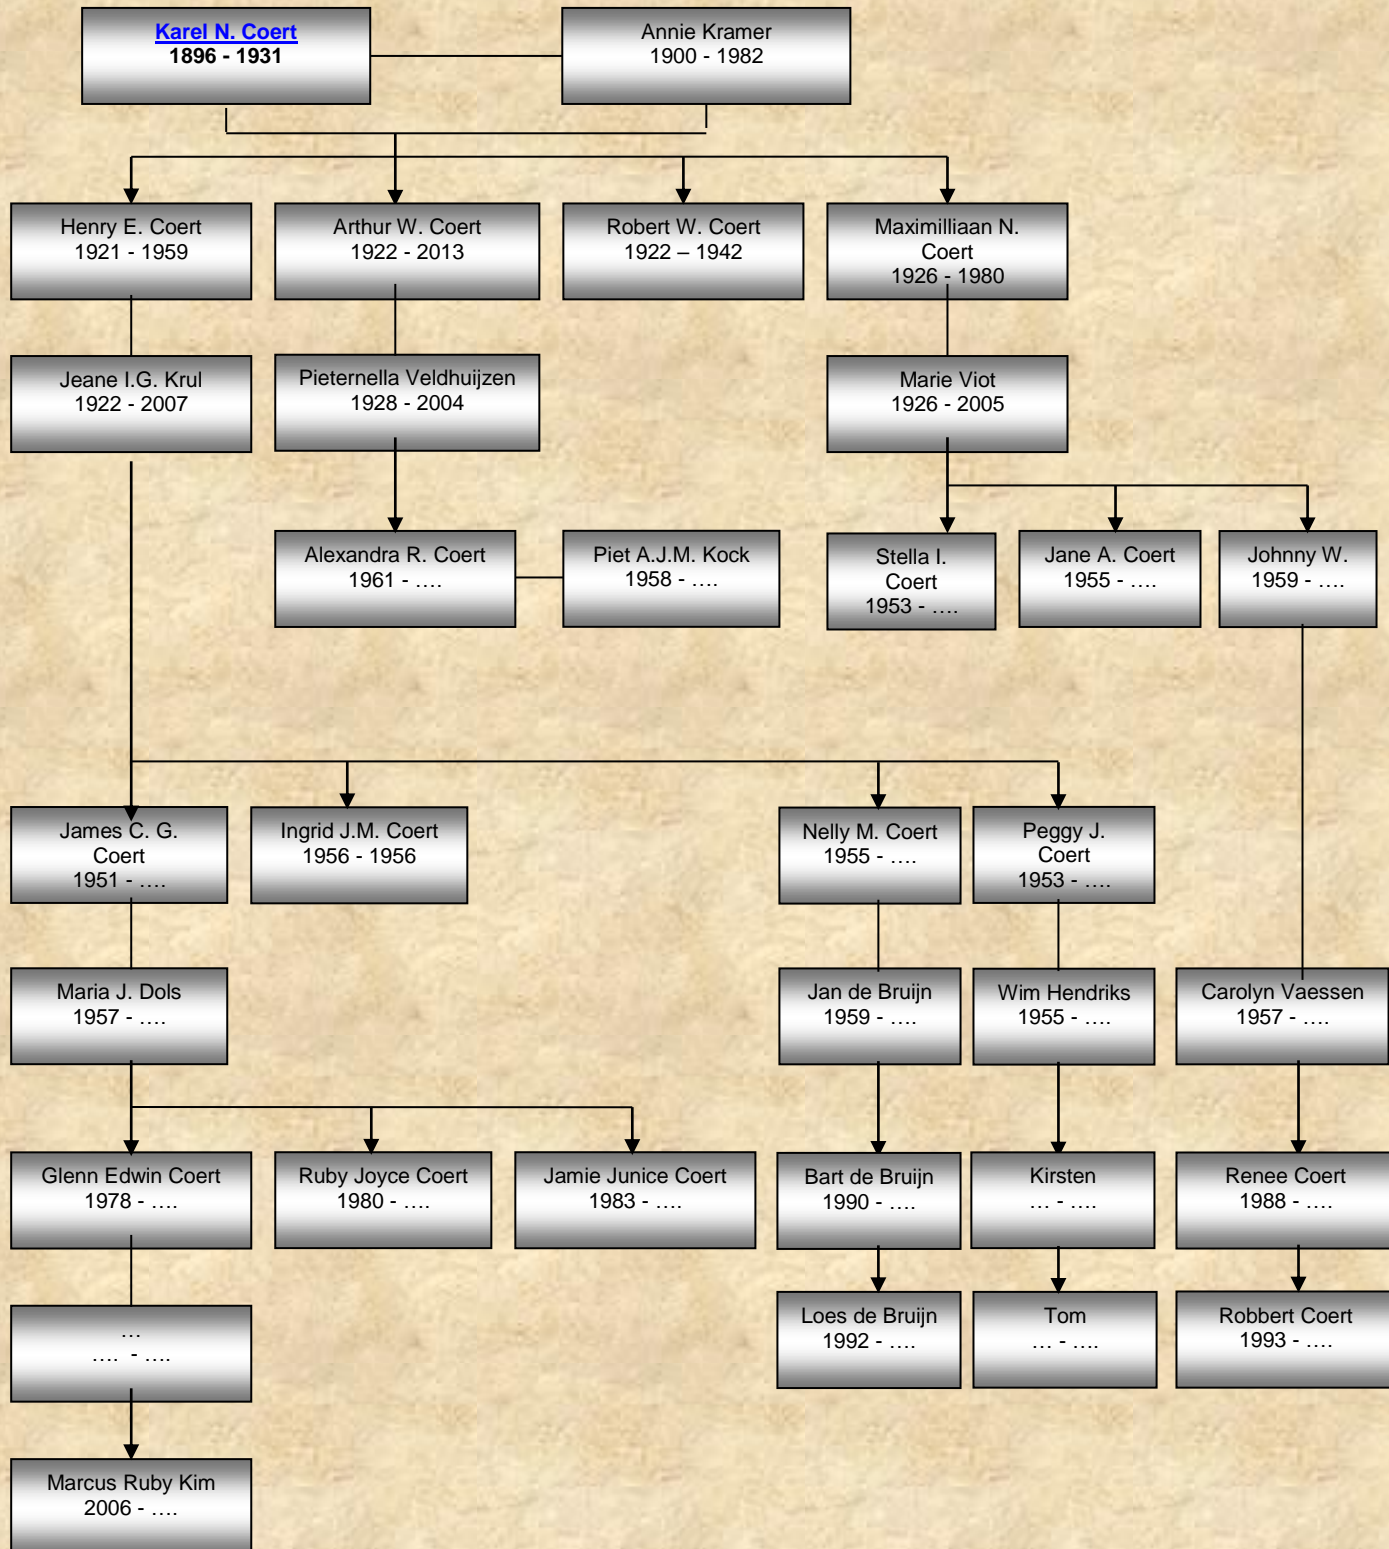 Karel N. Coert
1896 - 1931
Annie Kramer
1900 - 1982
Henry E. Coert
1921 - 1959
Arthur W. Coert
1922 - 2013
Robert W. Coert
1922 – 1942
Maximilliaan N.
Coert
1926 - 1980
Jeane I.G. Krul
1922 - 2007
Pieternella Veldhuijzen
1928 - 2004
Marie Viot
1926 - 2005
Alexandra R. Coert
1961 - ….
Piet A.J.M. Kock
1958 - ….
Stella I.
Coert
1953 - ….
Jane A. Coert
1955 - ….
Johnny W.
1959 - ….
James C. G.
Coert
1951 - ….
Ingrid J.M. Coert
1956 - 1956
Nelly M. Coert
1955 - ….
Peggy J.
Coert
1953 - ….
Maria J. Dols
1957 - ….
Jan de Bruijn
1959 - ….
Wim Hendriks
1955 - ….
Carolyn Vaessen
1957 - ….
Glenn Edwin Coert
1978 - ….
Ruby Joyce Coert
1980 - ….
Jamie Junice Coert
1983 - ….
Bart de Bruijn
1990 - ….
Kirsten
… - ….
Renee Coert
1988 - ….
…
…. - ….
Loes de Bruijn
1992 - ….
Tom
… - ….
Robbert Coert
1993 - ….
Marcus Ruby Kim
2006 - ….